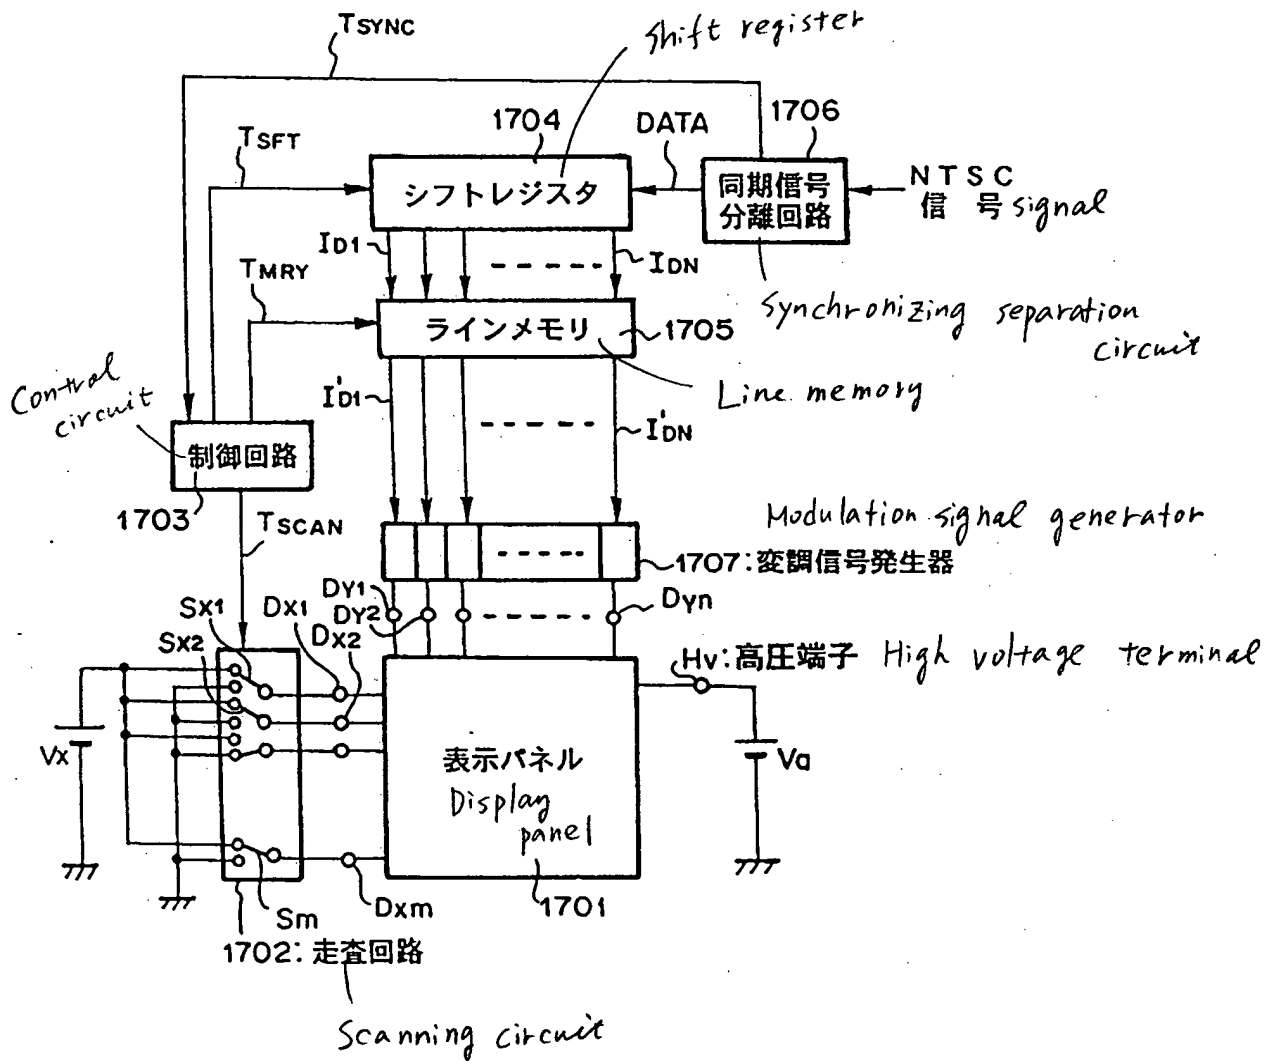 TSYNC
Shift register
1704
DATA
1706
TSFT
シフトレジスタ
同期信号
分離回路
NTSC
信号 signal
ID1
IDN
TMRY
ラインメモリ
1705
Synchronizing separation
circuit
Control
circuit
I'D1
Line memory
I'DN
制御回路
1703
TSCAN
Modulation signal generator
1707:変調信号発生器
DY1
DY2
Dyn
SX1
DX1
SX2
DX2
Hv:高圧端子 High voltage terminal
Vx
表示パネル
Display
panel
Va
Sm
Dxm
1701
1702:走査回路
Scanning circuit